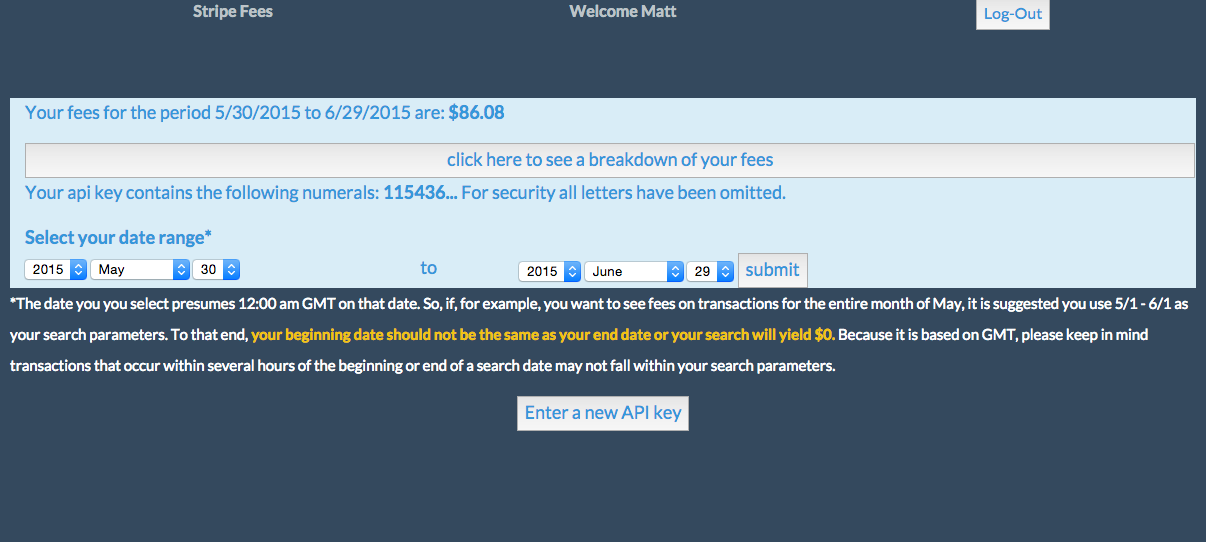 Stripe Fees Welcome Matt Log-Out
Your fees for the period 5/30/2015 to 6/29/2015 are: $86.08
click here to see a breakdown of your fees
Your api key contains the following numerals: 115436... For security all letters have been omitted.
Select your date range*
2015 May 30 to 2015 June 29 submit
*The date you you select presumes 12:00 am GMT on that date. So, if, for example, you want to see fees on transactions for the entire month of May, it is suggested you use 5/1 - 6/1 as
your search parameters. To that end, your beginning date should not be the same as your end date or your search will yield $0. Because it is based on GMT, please keep in mind
transactions that occur within several hours of the beginning or end of a search date may not fall within your search parameters.
Enter a new API key